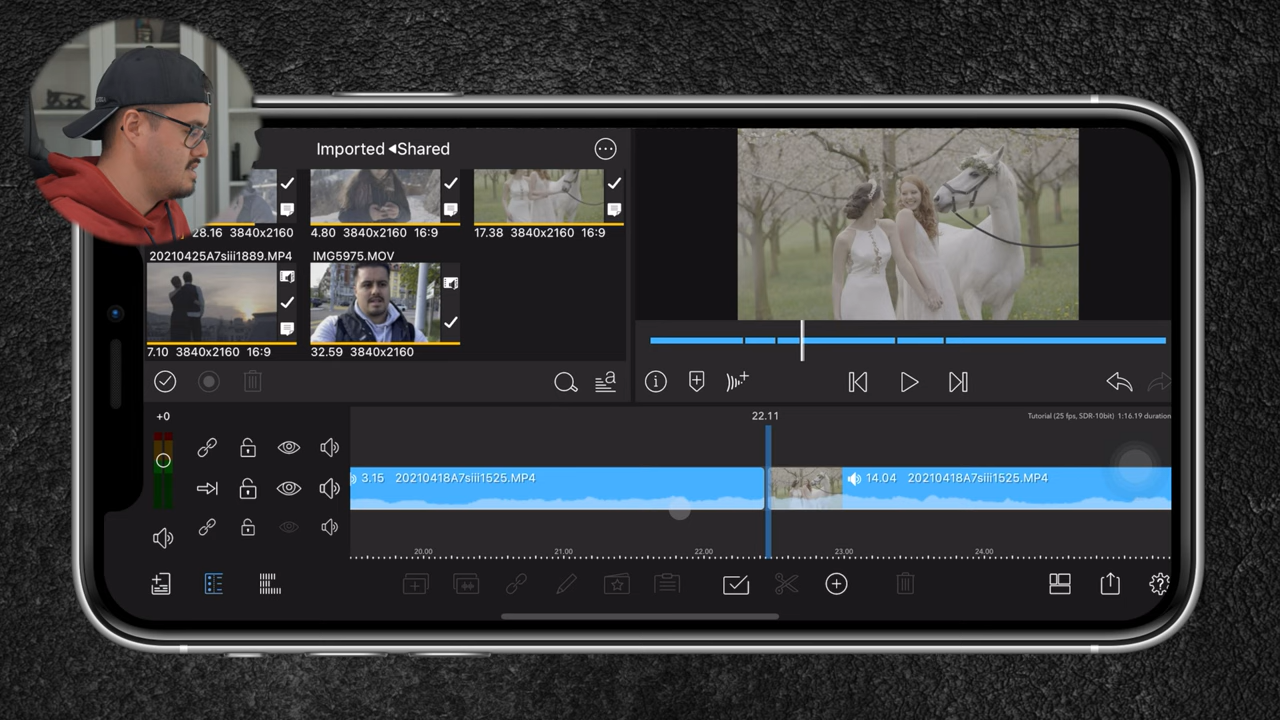 Imported ◀Shared
28.16 3840x2160
4.80 3840x2160 16:9
17.38 3840x2160 16:9
20210425A7siii1889.MP4
IMG5975.MOV
7.10 3840x2160 16:9
32.59 3840x2160
a
+0
22.11
Tutorial (25 fps, SDR-10bit) 1:16.19 duration
3.15 20210418A7siii1525.MP4
14.04 20210418A7siii1525.MP4
20.00
21.00
22.00
23.00
24.00